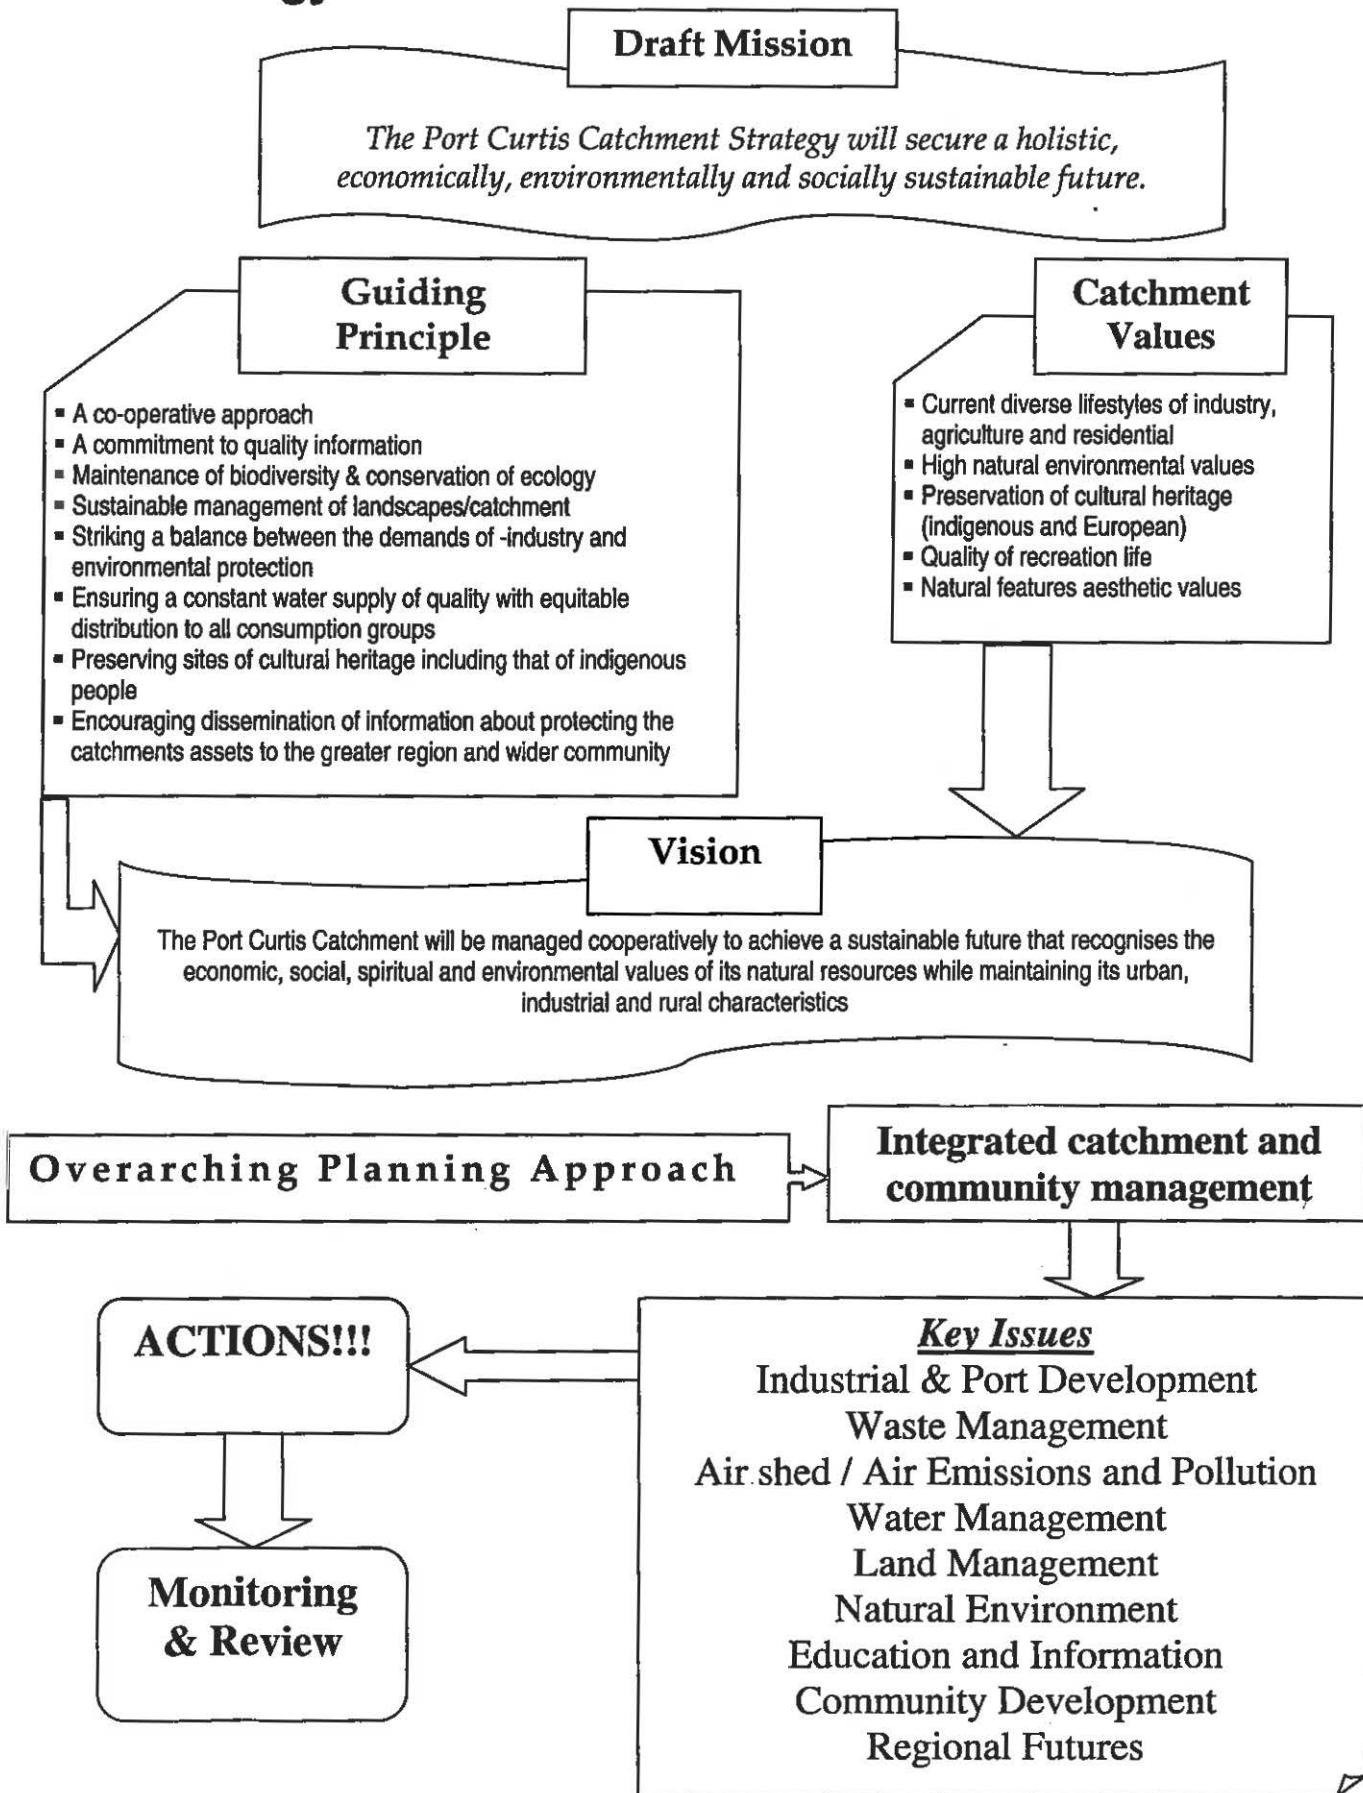 Draft Mission
The Port Curtis Catchment Strategy will secure a holistic,
economically, environmentally and socially sustainable future.
Guiding
Principle
▪ A co-operative approach
▪ A commitment to quality information
▪ Maintenance of biodiversity & conservation of ecology
▪ Sustainable management of landscapes/catchment
▪ Striking a balance between the demands of -industry and
environmental protection
▪ Ensuring a constant water supply of quality with equitable
distribution to all consumption groups
▪ Preserving sites of cultural heritage including that of indigenous
people
▪ Encouraging dissemination of information about protecting the
catchments assets to the greater region and wider community
Catchment
Values
▪ Current diverse lifestyles of industry,
agriculture and residential
▪ High natural environmental values
▪ Preservation of cultural heritage
(indigenous and European)
▪ Quality of recreation life
▪ Natural features aesthetic values
Vision
The Port Curtis Catchment will be managed cooperatively to achieve a sustainable future that recognises the
economic, social, spiritual and environmental values of its natural resources while maintaining its urban,
industrial and rural characteristics
Overarching Planning Approach
Integrated catchment and
community management
Key Issues
Industrial & Port Development
Waste Management
Air shed / Air Emissions and Pollution
Water Management
Land Management
Natural Environment
Education and Information
Community Development
Regional Futures
ACTIONS!!!
Monitoring
& Review